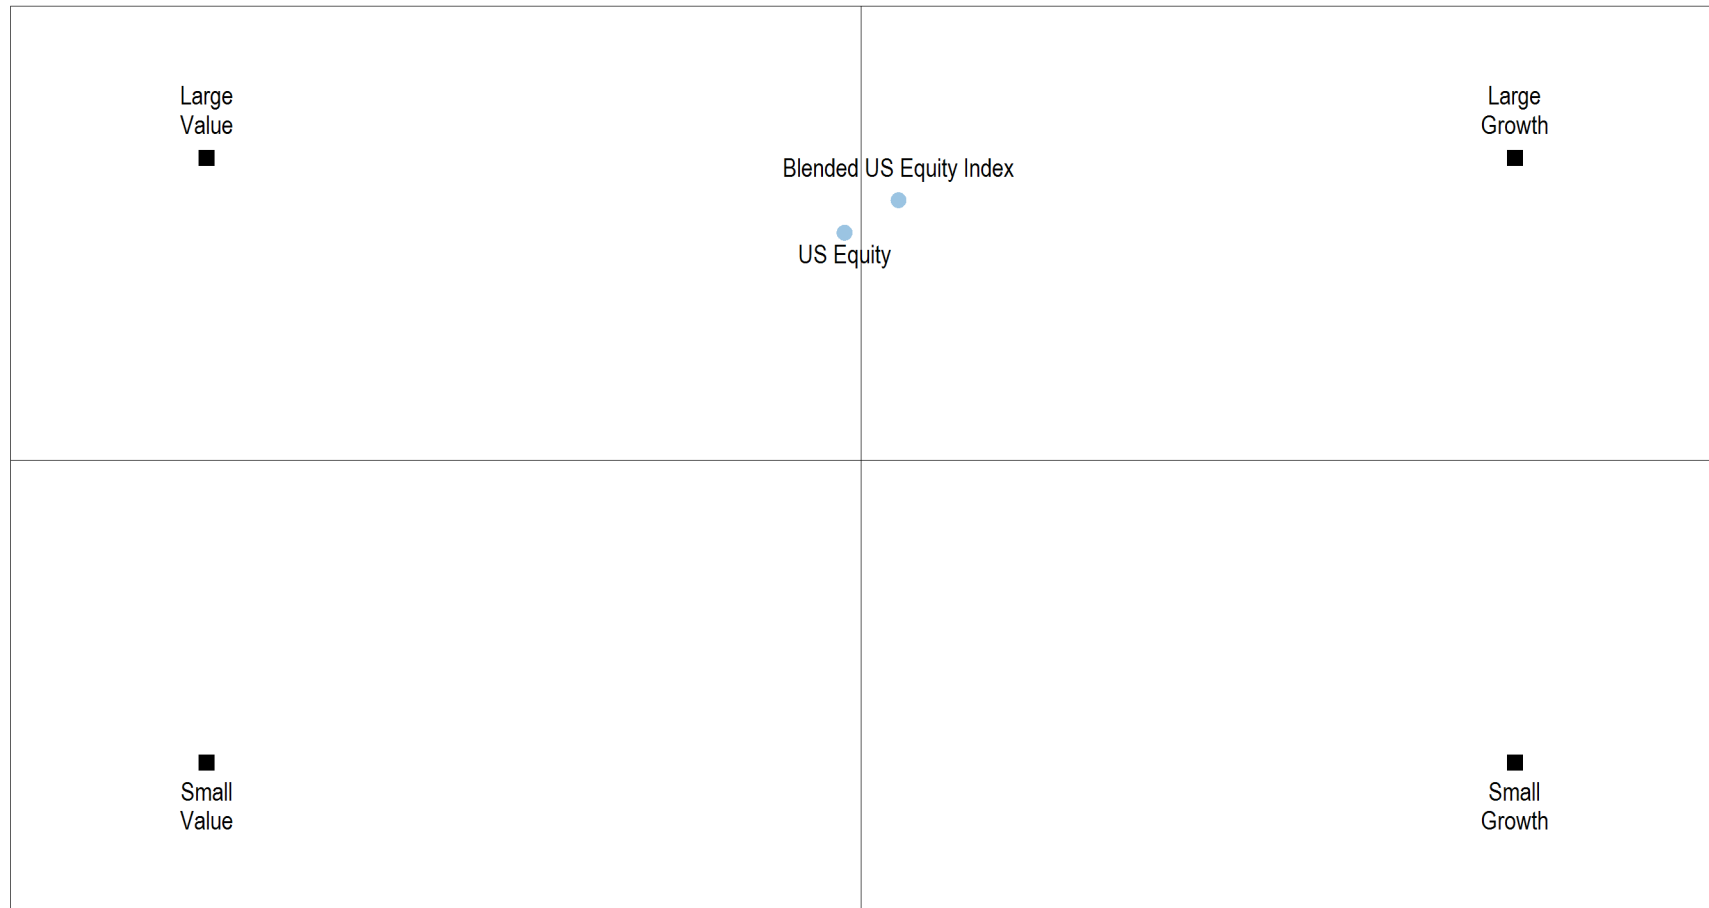 Large
Value
Large
Growth
Blended US Equity Index
US Equity
Small
Value
Small
Growth